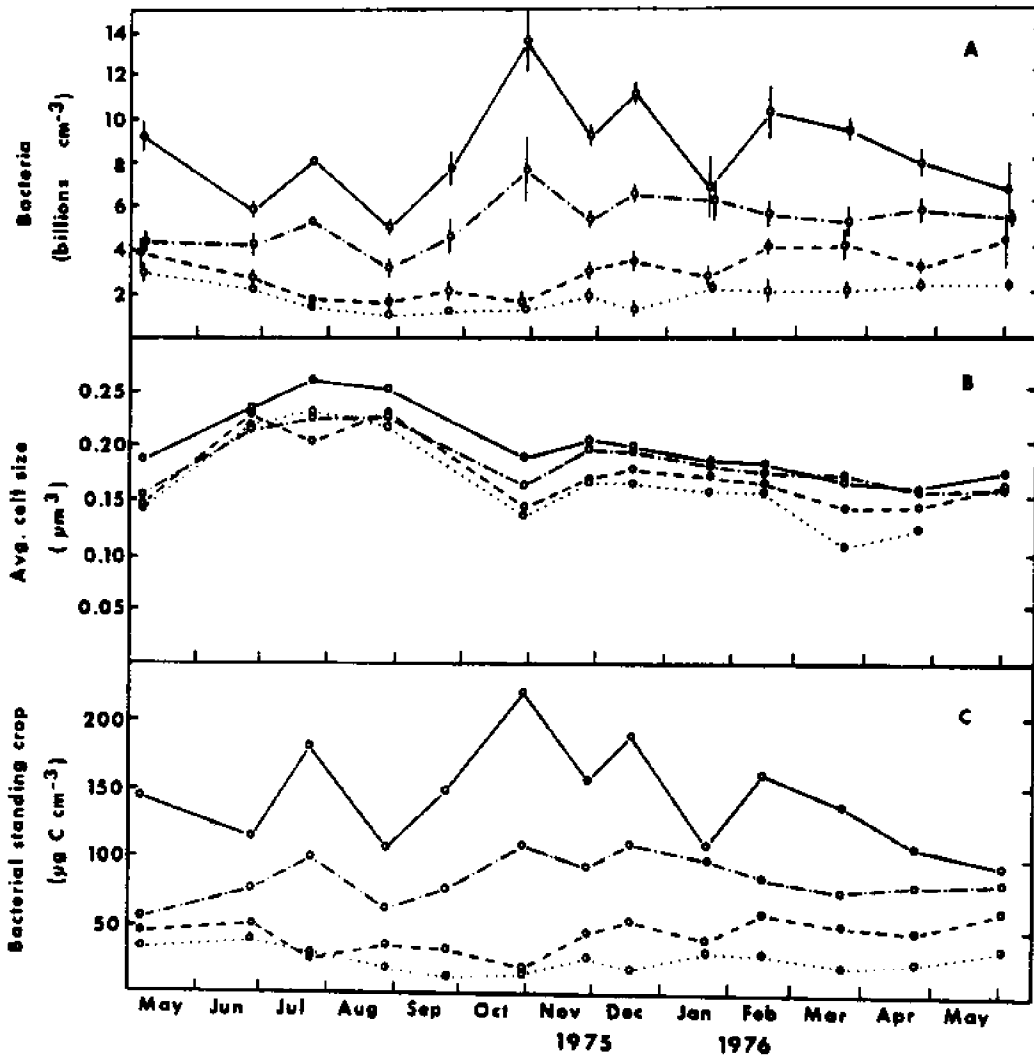 A
14
12
10
8
6
4
2
Bacteria
(billions cm⁻³)
B
0.25
0.20
0.15
0.10
0.05
Avg. cell size
(µm³)
C
200
150
100
50
Bacterial standing crop
(µg C cm⁻³)
May Jun Jul Aug Sep Oct Nov Dec Jan Feb Mar Apr May
1975 1976